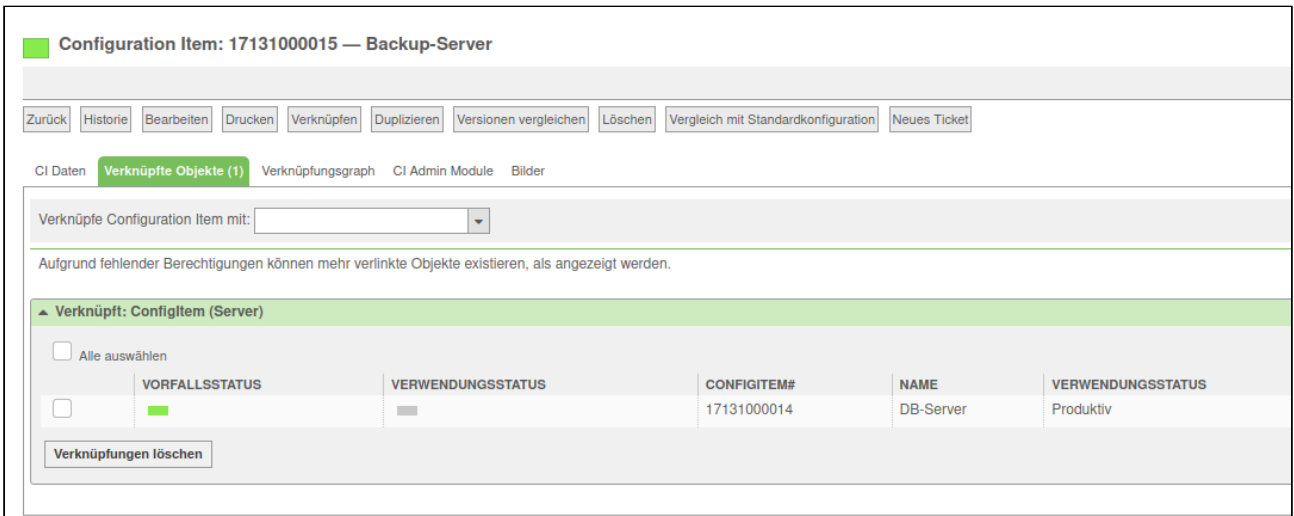 Configuration Item: 17131000015 — Backup-Server
Zurück Historie Bearbeiten Drucken Verknüpfen Duplizieren Versionen vergleichen Löschen Vergleich mit Standardkonfiguration Neues Ticket
CI Daten Verknüpfte Objekte (1) Verknüpfungsgraph CI Admin Module Bilder
Verknüpfe Configuration Item mit:
Aufgrund fehlender Berechtigungen können mehr verlinkte Objekte existieren, als angezeigt werden.
Verknüpft: ConfigItem (Server)
Alle auswählen
VORFALLSSTATUS VERWENDUNGSSTATUS CONFIGITEM# NAME VERWENDUNGSSTATUS
17131000014 DB-Server Produktiv
Verknüpfungen löschen